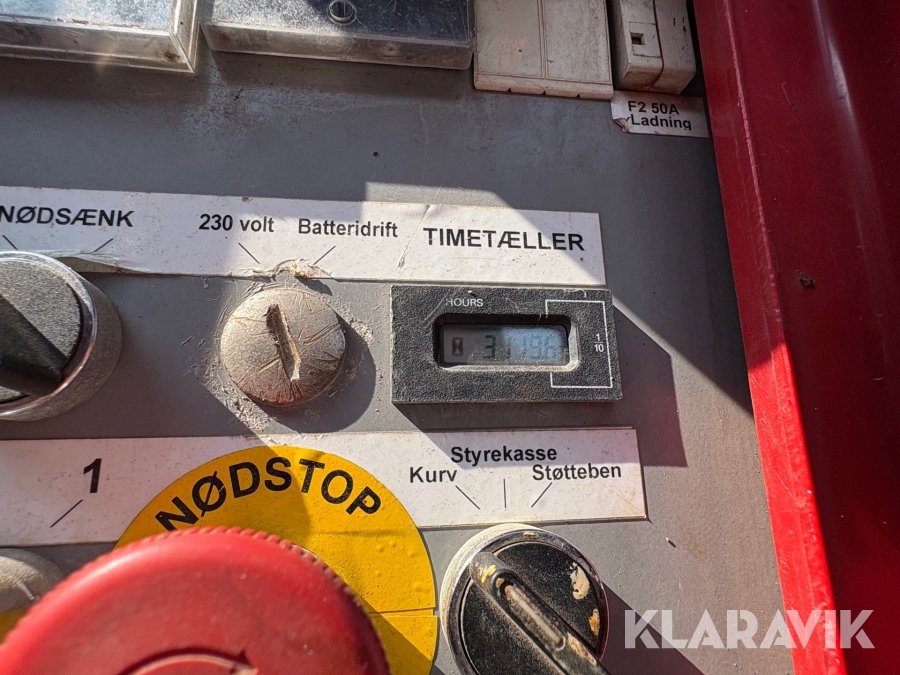 F2 50A
Ladning
NØDSÆNK
230 volt
Batteridrift
TIMETÆLLER
HOURS
1
10
1
Styrekasse
Kurv
Støtteben
NØDSTOP
KLARAVIK